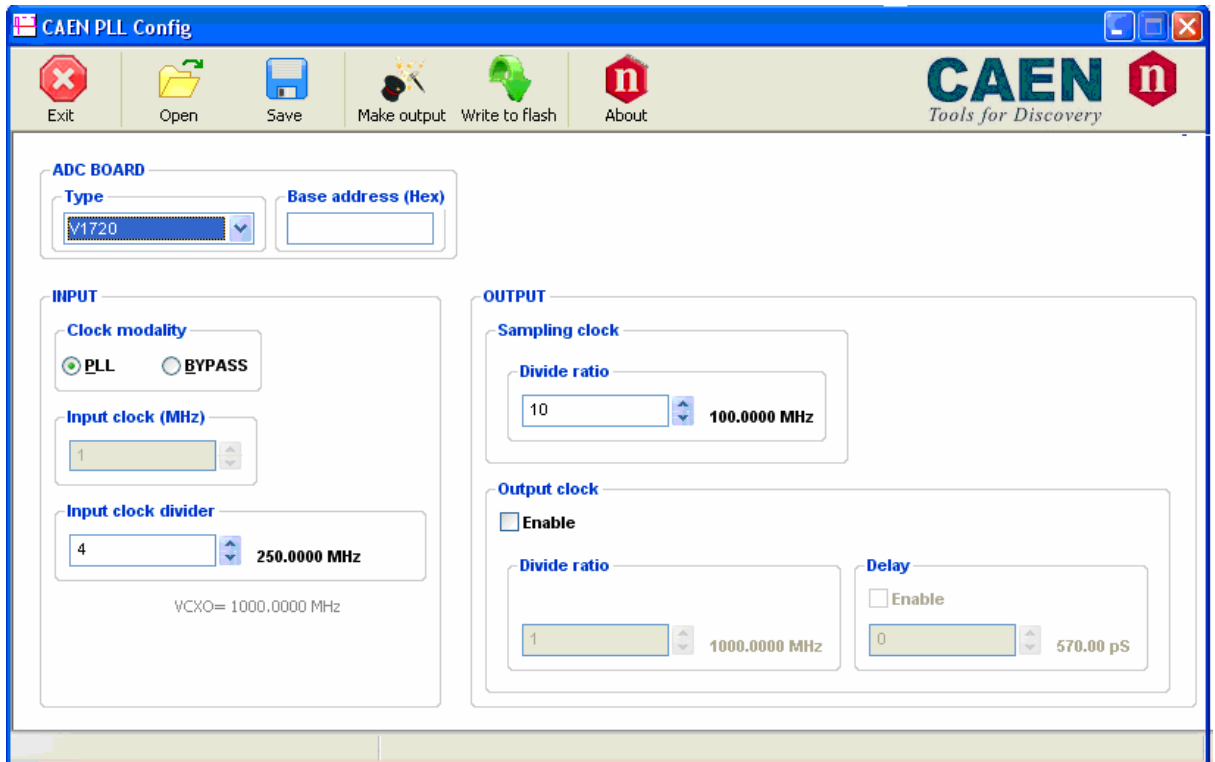 CAEN PLL Config
Exit
Open
Save
Make output
Write to flash
About
CAEN n
Tools for Discovery
ADC BOARD
Type
V1720
Base address (Hex)
INPUT
Clock modality
PLL
BYPASS
Input clock (MHz)
1
Input clock divider
4
250.0000 MHz
VCXO= 1000.0000 MHz
OUTPUT
Sampling clock
Divide ratio
10
100.0000 MHz
Output clock
Enable
Divide ratio
1
1000.0000 MHz
Delay
Enable
0
570.00 pS